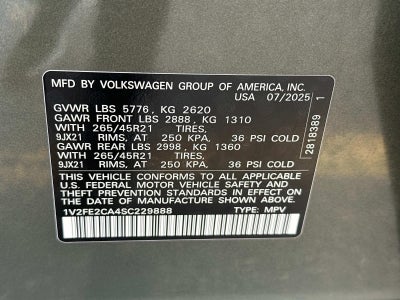 MFD BY VOLKSWAGEN GROUP OF AMERICA, INC.
USA 07/2025
GVWR LBS 5776, KG 2620
GAWR FRONT LBS 2888, KG 1310
WITH 265/45R21 TIRES,
9JX21 RIMS, AT 250 KPA, 36 PSI COLD
GAWR REAR LBS 2998, KG 1360
WITH 265/45R21 TIRES,
9JX21 RIMS, AT 250 KPA, 36 PSI COLD
THIS VEHICLE CONFORMS TO ALL APPLICABLE
U.S. FEDERAL MOTOR VEHICLE SAFETY AND
THEFT PREVENTION STANDARDS IN EFFECT ON
THE DATE OF MANUFACTURE SHOWN ABOVE.
1V2FE2CA4SC229888 TYPE: MPV
2818389 1